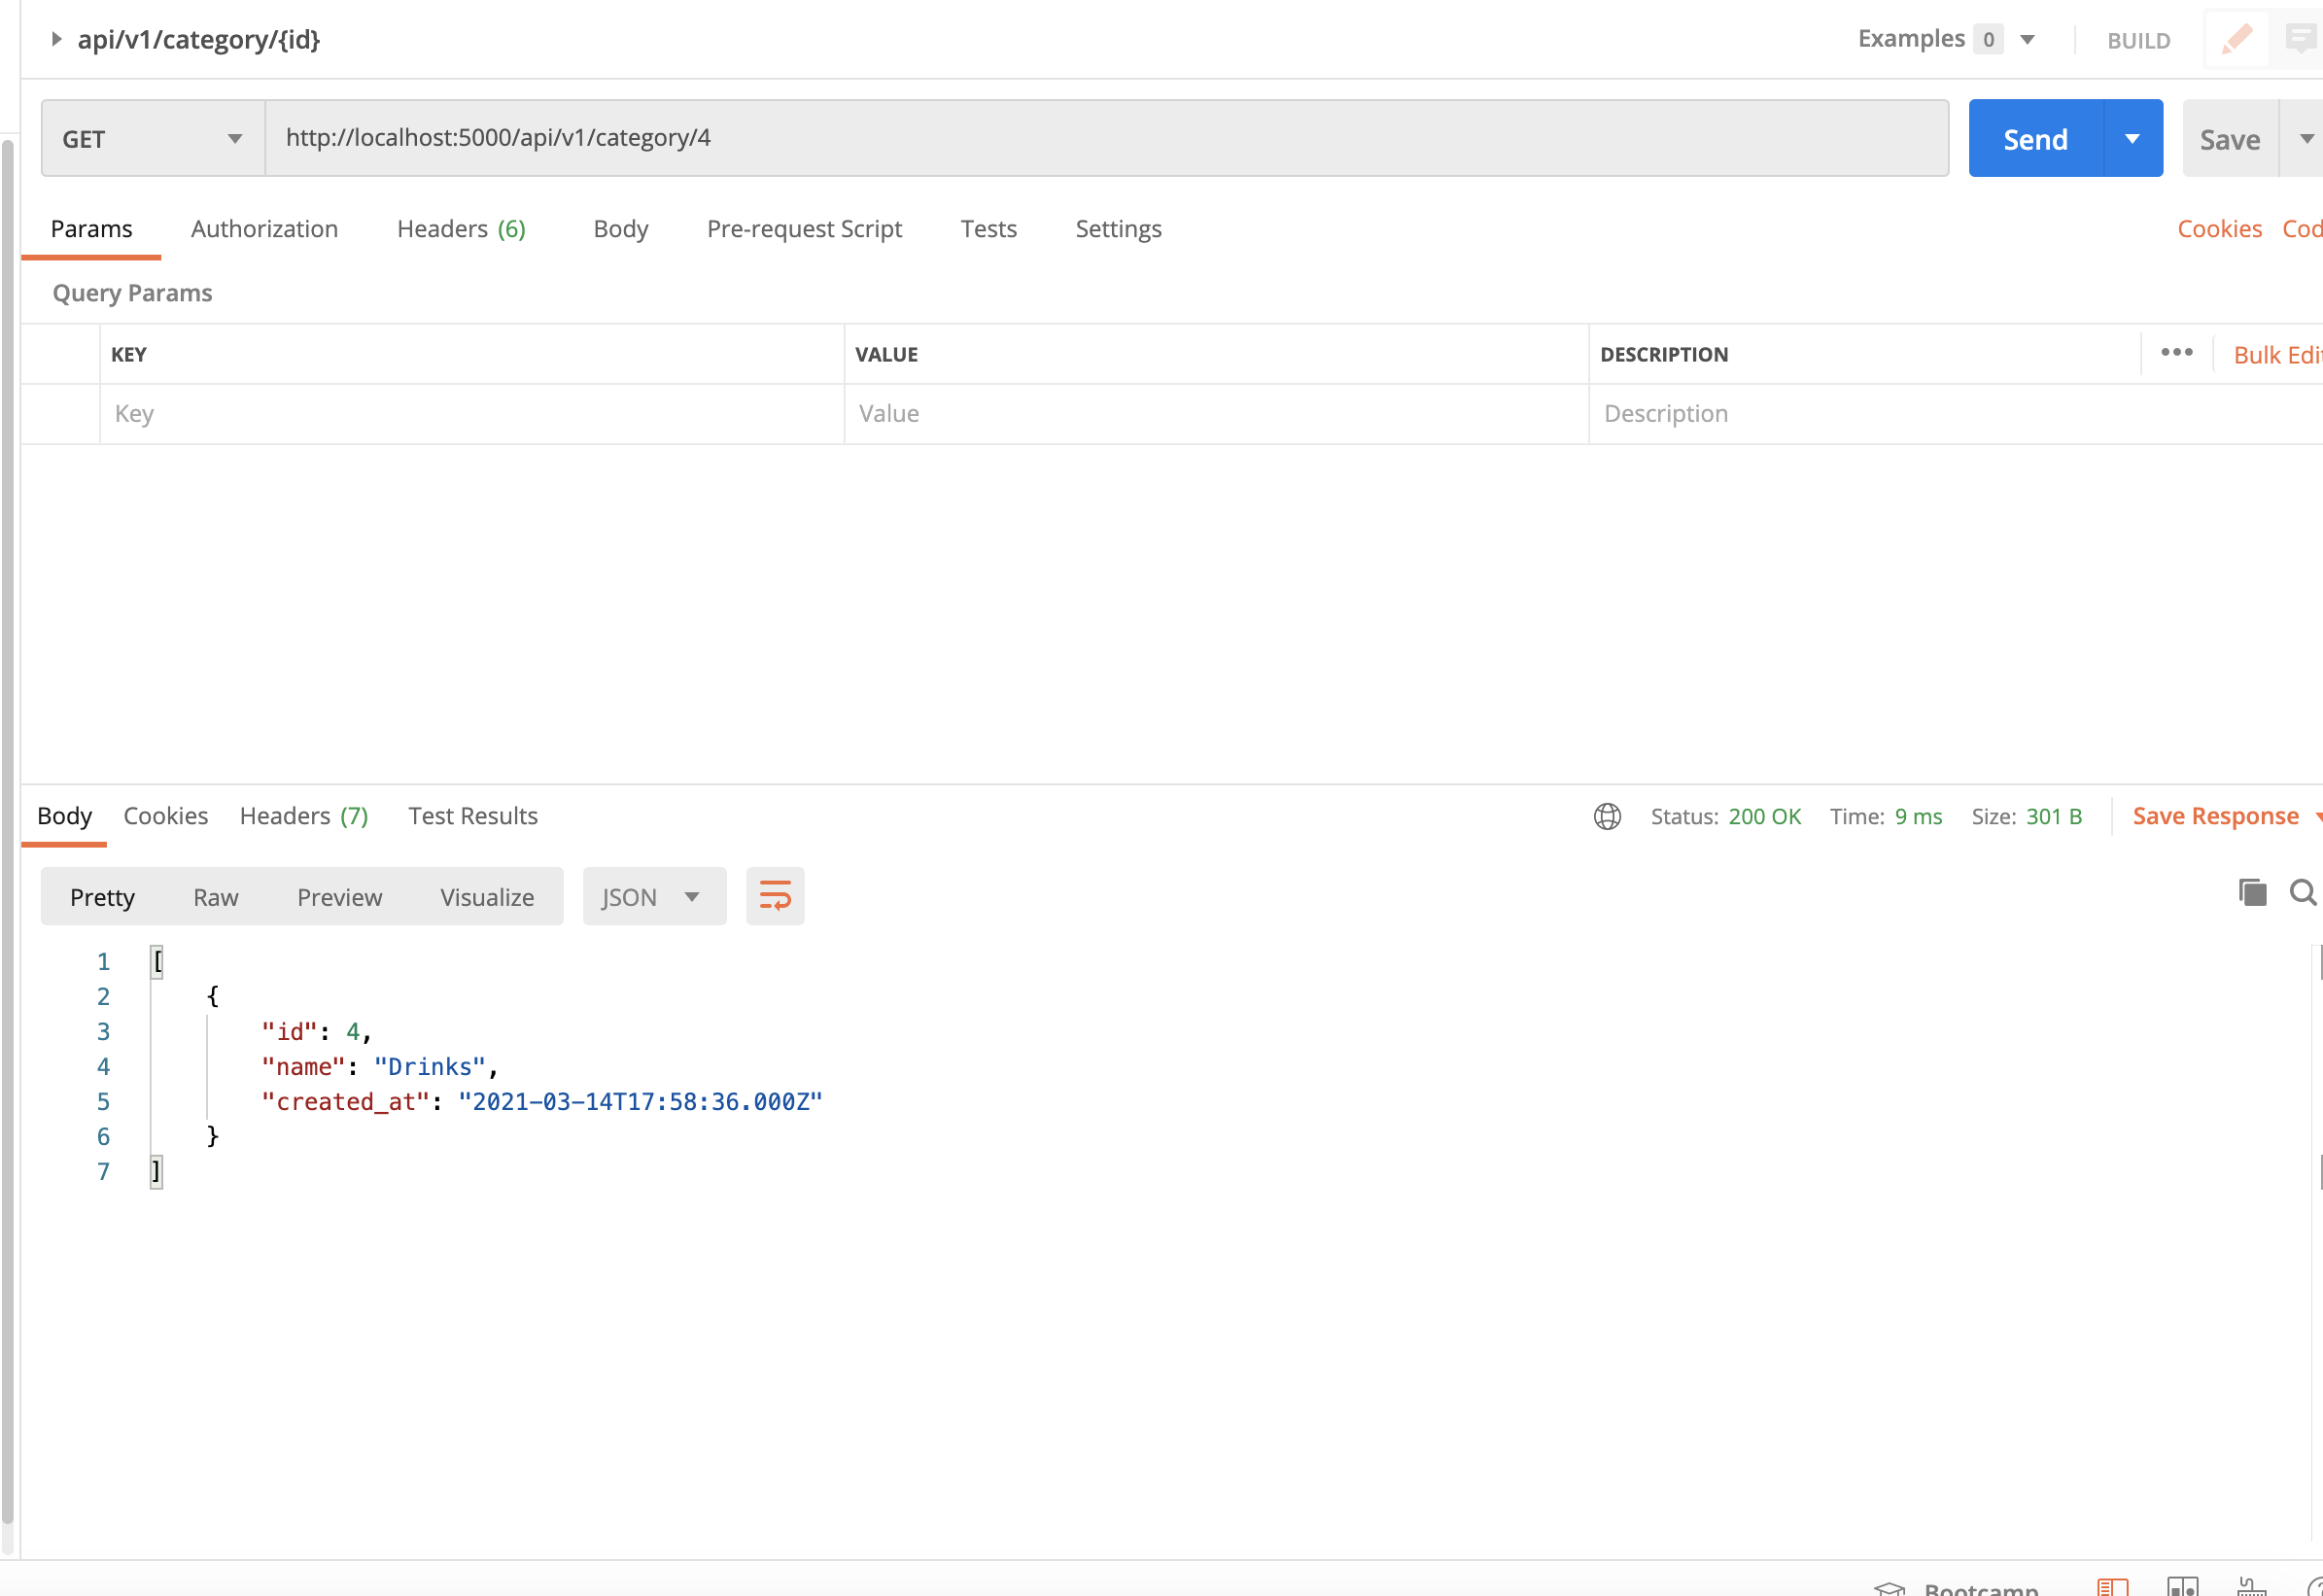 api/v1/category/{id} Examples 0 BUILD
GET http://localhost:5000/api/v1/category/4 Send Save
Params Authorization Headers (6) Body Pre-request Script Tests Settings Cookies Cod
Query Params
KEY VALUE DESCRIPTION ••• Bulk Edit
Key Value Description
Body Cookies Headers (7) Test Results Status: 200 OK Time: 9 ms Size: 301 B Save Response
Pretty Raw Preview Visualize JSON
1 [
2 {
3 "id": 4,
4 "name": "Drinks",
5 "created_at": "2021-03-14T17:58:36.000Z"
6 }
7 ]
Bootcamp